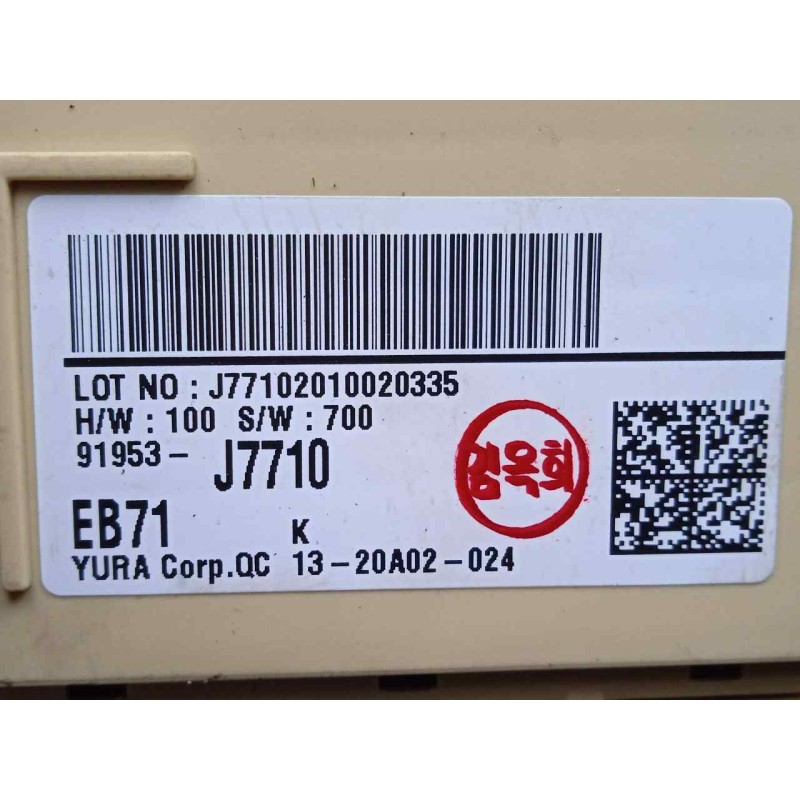 LOT NO : J77102010020335
H/W : 100 S/W : 700
91953- J7710
김옥희
EB71 K
YURA Corp.QC 13-20A02-024